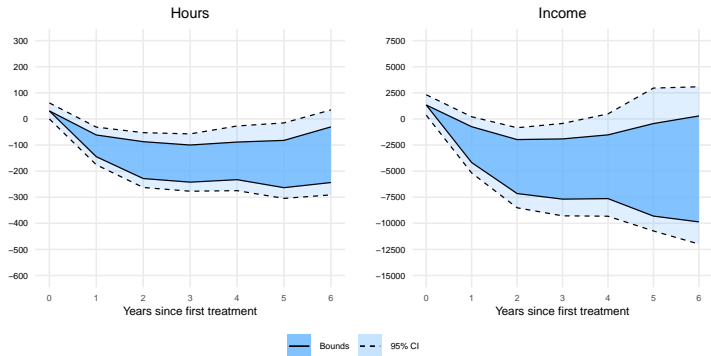 Hours
300
200
100
0
−100
−200
−300
−400
−500
−600
0 1 2 3 4 5 6
Years since first treatment
Income
7500
5000
2500
0
−2500
−5000
−7500
−10000
−12500
−15000
0 1 2 3 4 5 6
Years since first treatment
Bounds 95% CI